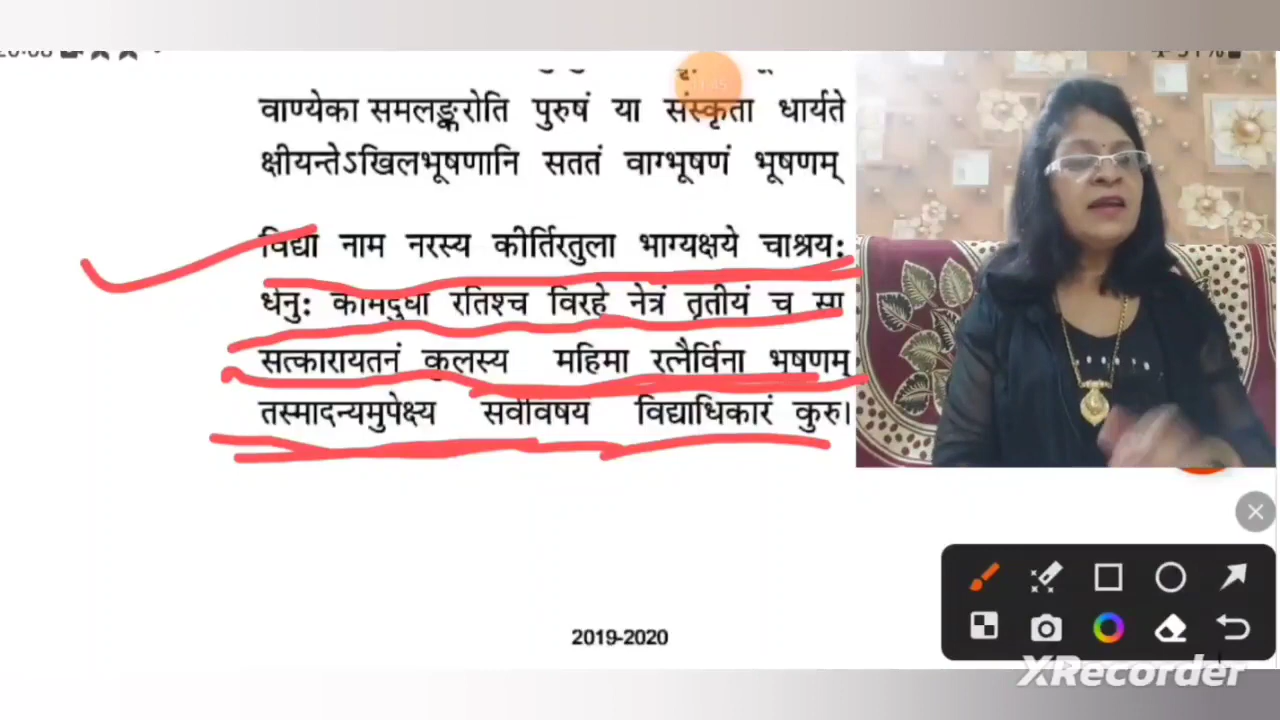 वाण्येका समलङ्करोति पुरुषं या संस्कृता धार्यते
क्षीयन्तेऽखिलभूषणानि सततं वाग्भूषणं भूषणम्
विद्या नाम नरस्य कीर्तिरतुला भाग्यक्षये चाश्रयः
धेनुः कामदुधा रतिश्च विरहे नेत्रं तृतीयं च सा
सत्कारायतनं कुलस्य महिमा रत्नैर्विना भूषणम्
तस्मादन्यमुपेक्ष्य सर्वविषयं विद्याधिकारं कुरु।
2019-2020
XRecorder